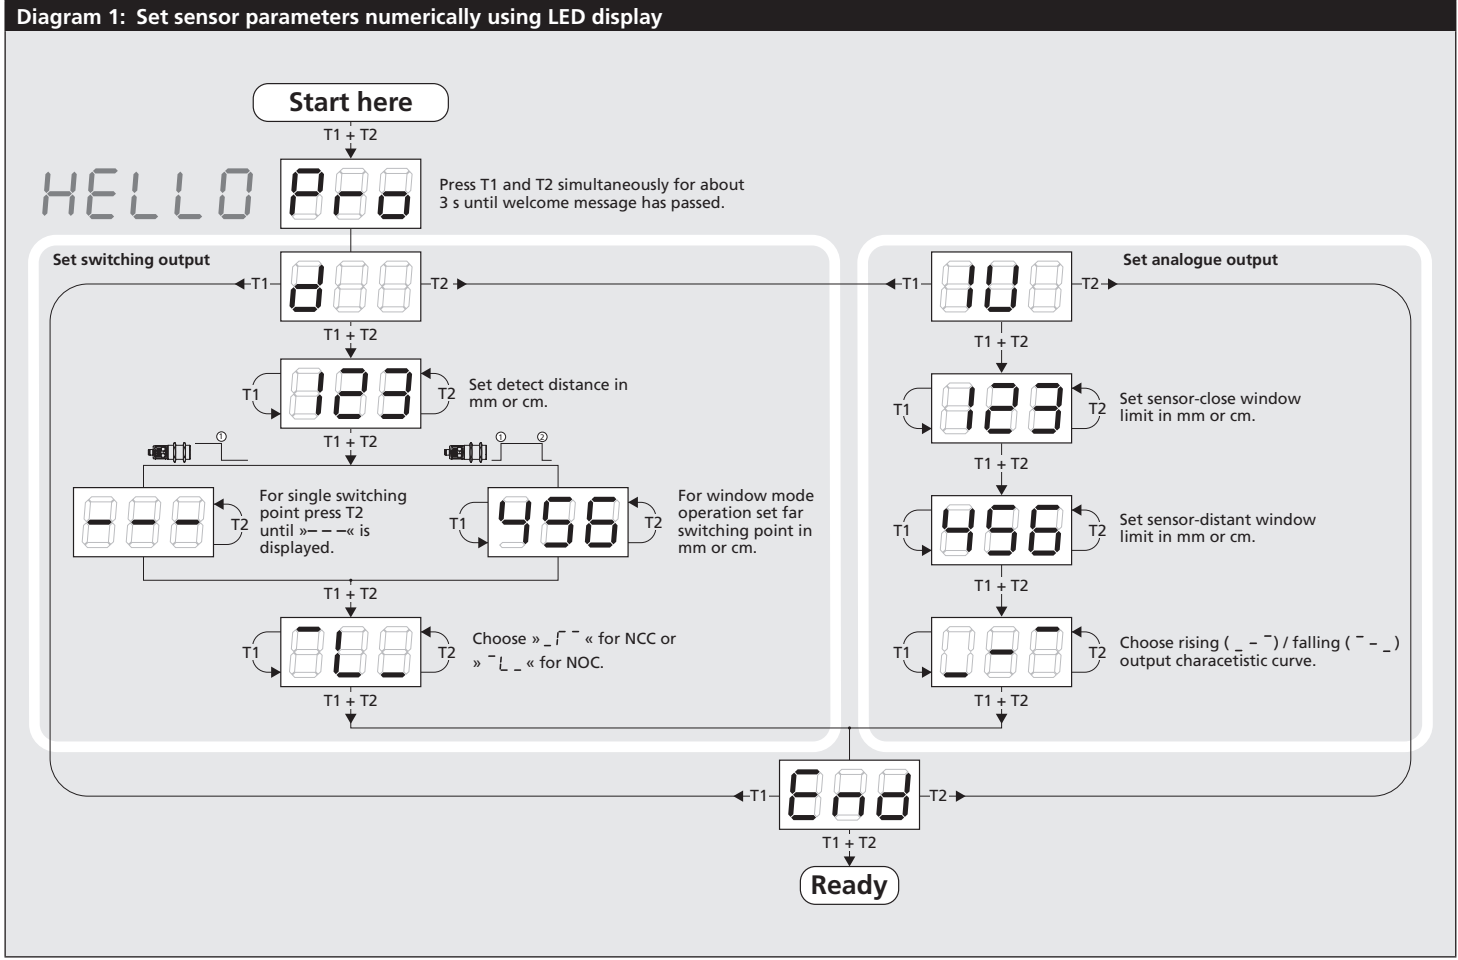 Diagram 1: Set sensor parameters numerically using LED display
Start here
T1 + T2
HELLO
Pro
Press T1 and T2 simultaneously for about
3 s until welcome message has passed.
Set switching output
T1
d
T2
T1 + T2
T1
123
T2
Set detect distance in
mm or cm.
T1 + T2
1
1 2
- - -
T2
For single switching
point press T2
until »– – –« is
displayed.
T1
456
T2
For window mode
operation set far
switching point in
mm or cm.
T1 + T2
T1
¯L_
T2
Choose »_Γ¯« for NCC or
»¯L_« for NOC.
T1 + T2
Set analogue output
T1
IU
T2
T1 + T2
T1
123
T2
Set sensor-close window
limit in mm or cm.
T1 + T2
T1
456
T2
Set sensor-distant window
limit in mm or cm.
T1 + T2
T1
_-¯
T2
Choose rising ( _ – ¯ ) / falling ( ¯ – _ )
output characetistic curve.
T1 + T2
T1
End
T2
T1 + T2
Ready